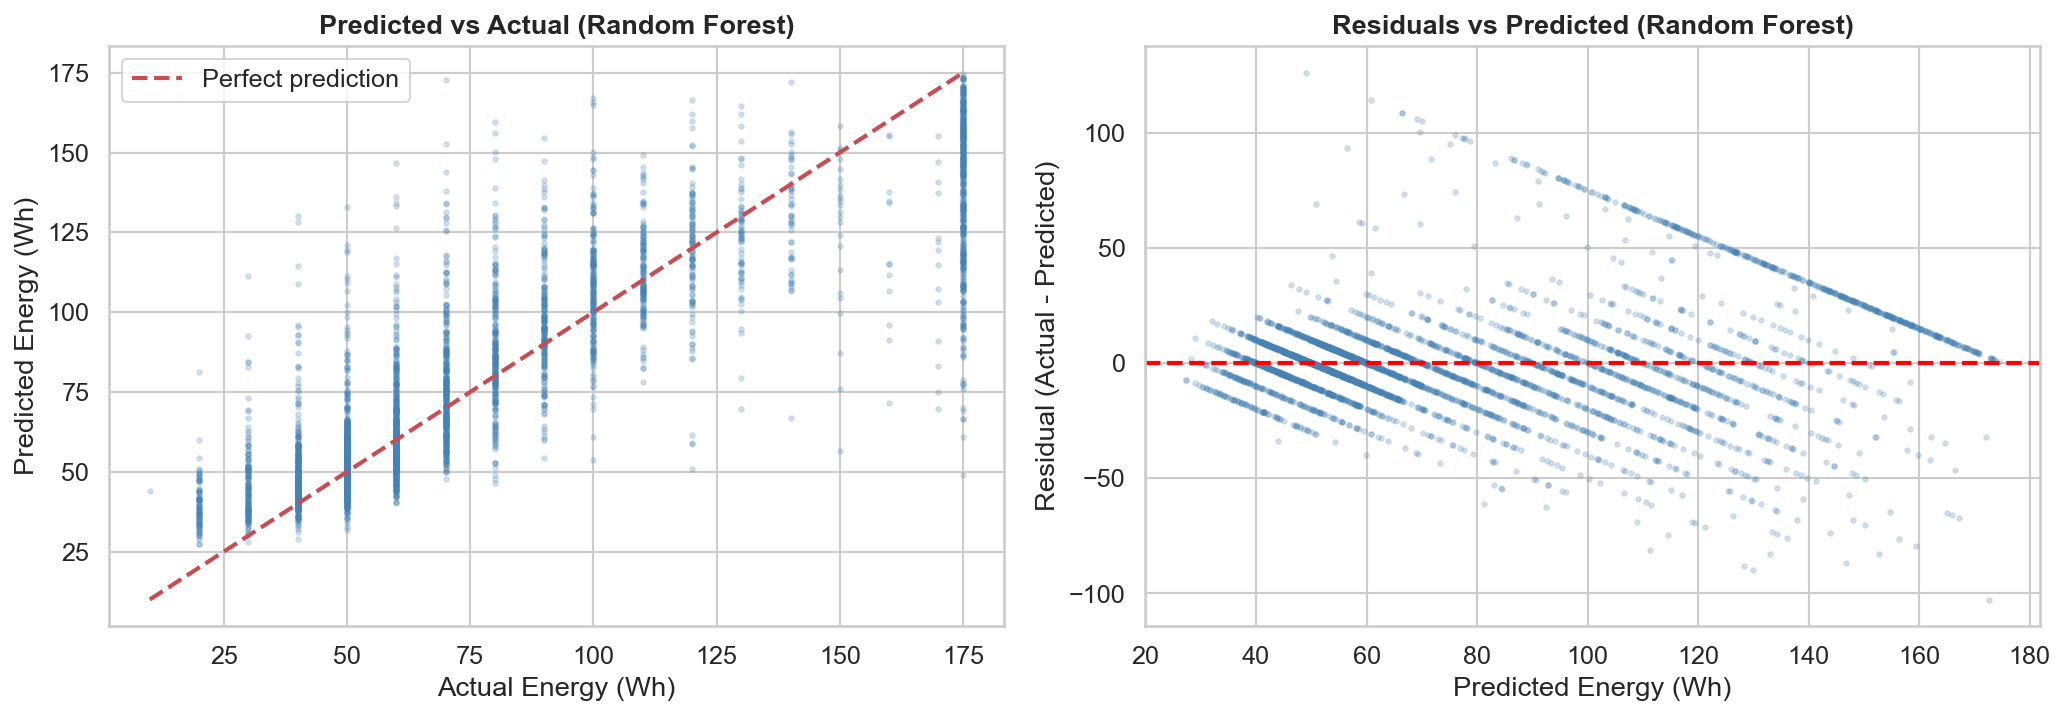 Predicted vs Actual (Random Forest)
Perfect prediction
175
150
125
100
75
50
25
Predicted Energy (Wh)
25 50 75 100 125 150 175
Actual Energy (Wh)
Residuals vs Predicted (Random Forest)
100
50
0
−50
−100
Residual (Actual - Predicted)
20 40 60 80 100 120 140 160 180
Predicted Energy (Wh)